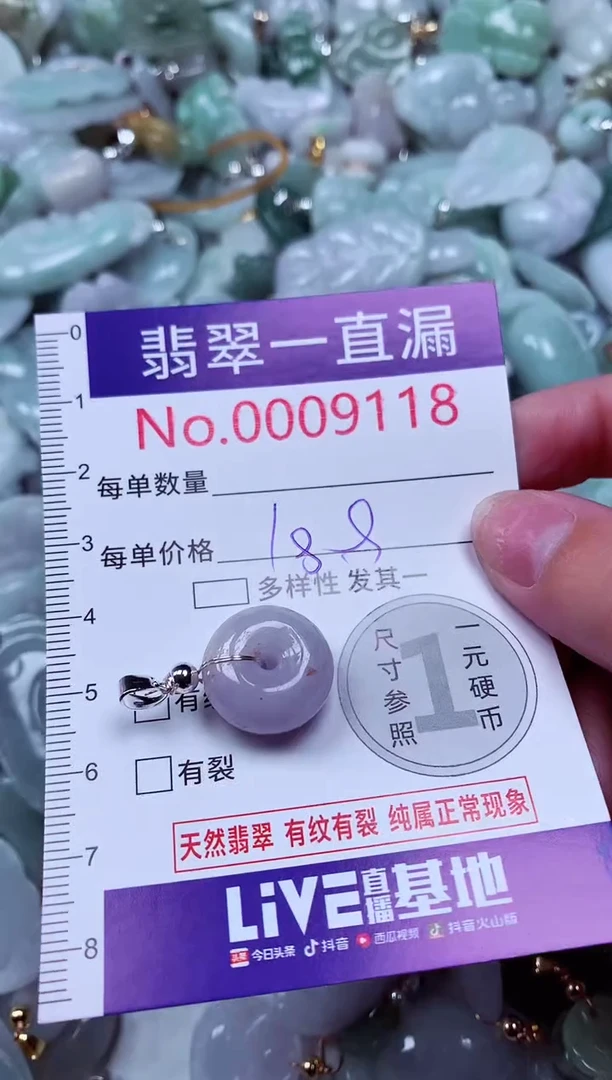 翡翠一直漏
No.0009118
每单数量
每单价格 188
多样性 发其一
尺寸参照
1
一元硬币
有
有裂
天然翡翠 有纹有裂 纯属正常现象
LiVE直播基地
头条 今日头条 抖音 西瓜视频 抖音火山版
0
1
2
3
4
5
6
7
8